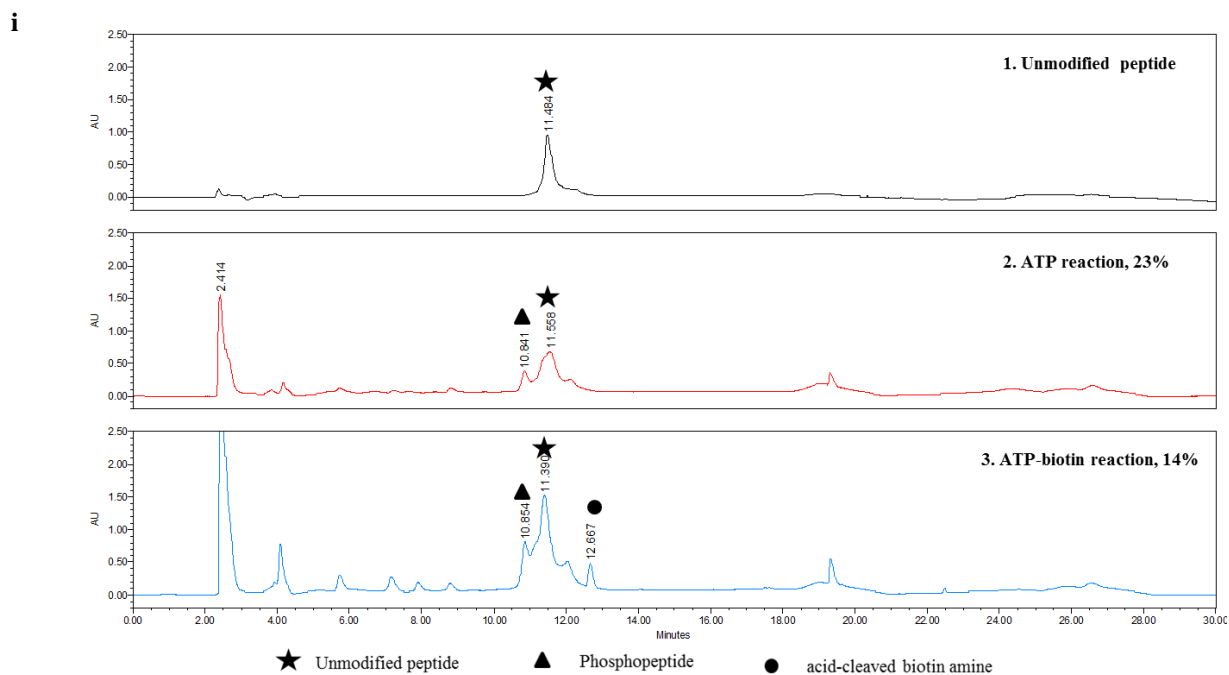 i
2.50
2.00
1.50
1.00
0.50
0.00
AU
11.484
1. Unmodified peptide
2.50
2.00
1.50
1.00
0.50
0.00
AU
2.414
10.841
11.558
2. ATP reaction, 23%
2.50
2.00
1.50
1.00
0.50
0.00
AU
10.854
11.390
12.667
3. ATP-biotin reaction, 14%
0.00 2.00 4.00 6.00 8.00 10.00 12.00 14.00 16.00 18.00 20.00 22.00 24.00 26.00 28.00 30.00
Minutes
Unmodified peptide Phosphopeptide acid-cleaved biotin amine